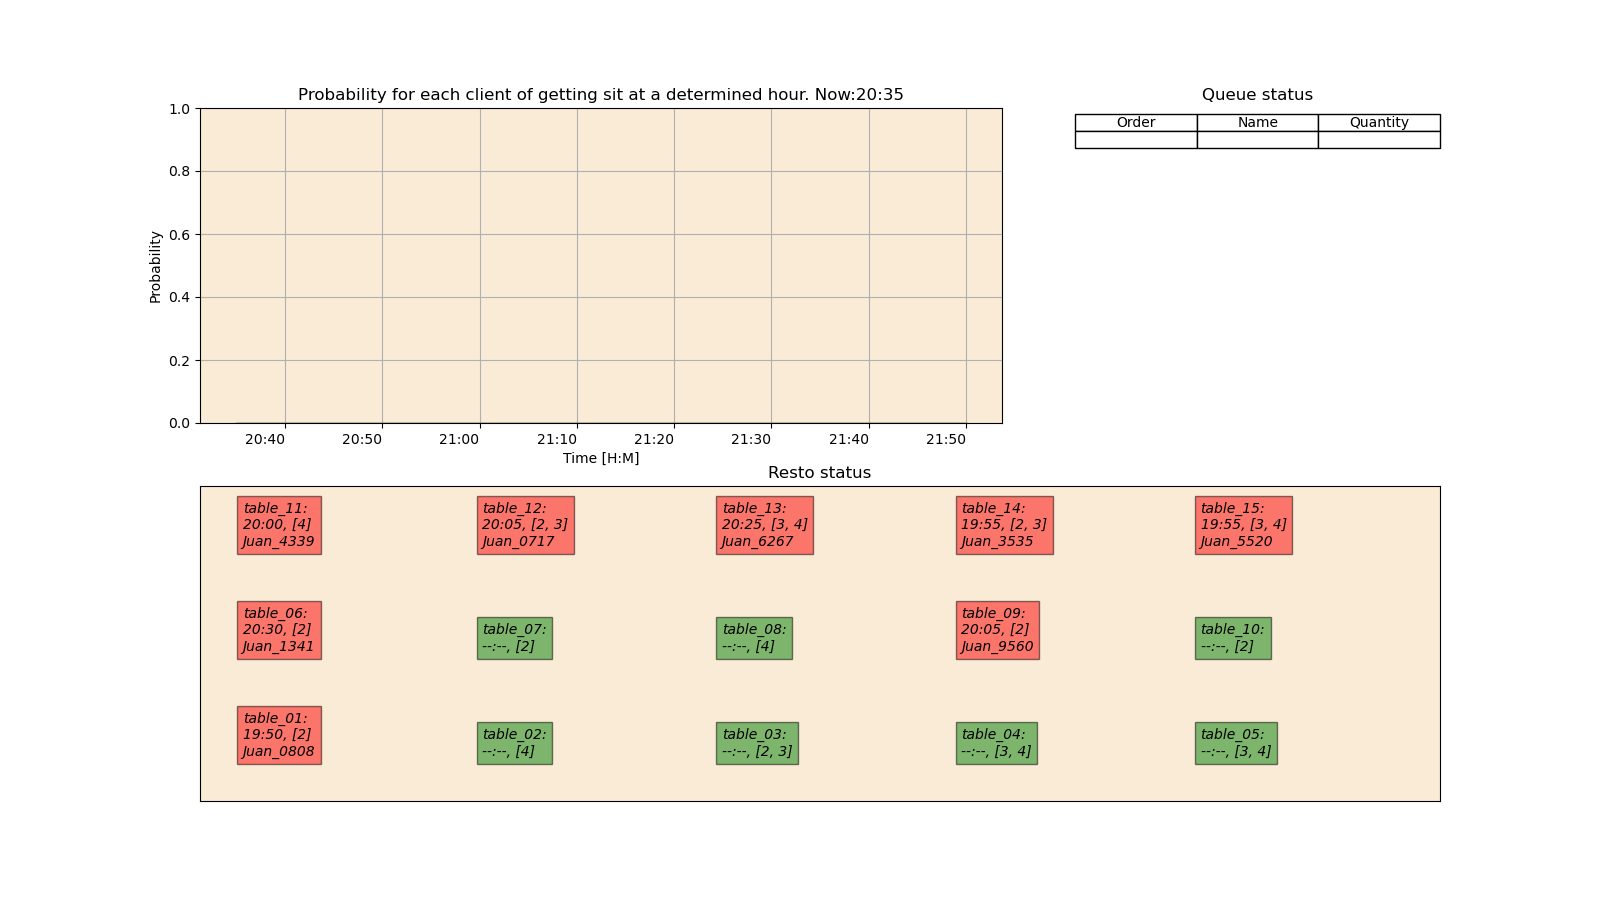 Probability for each client of getting sit at a determined hour. Now:20:35
1.0
0.8
0.6
0.4
0.2
0.0
Probability
20:40 20:50 21:00 21:10 21:20 21:30 21:40 21:50
Time [H:M]
Queue status
Order Name Quantity
Resto status
table_11:
20:00, [4]
Juan_4339
table_12:
20:05, [2, 3]
Juan_0717
table_13:
20:25, [3, 4]
Juan_6267
table_14:
19:55, [2, 3]
Juan_3535
table_15:
19:55, [3, 4]
Juan_5520
table_06:
20:30, [2]
Juan_1341
table_07:
--:--, [2]
table_08:
--:--, [4]
table_09:
20:05, [2]
Juan_9560
table_10:
--:--, [2]
table_01:
19:50, [2]
Juan_0808
table_02:
--:--, [4]
table_03:
--:--, [2, 3]
table_04:
--:--, [3, 4]
table_05:
--:--, [3, 4]